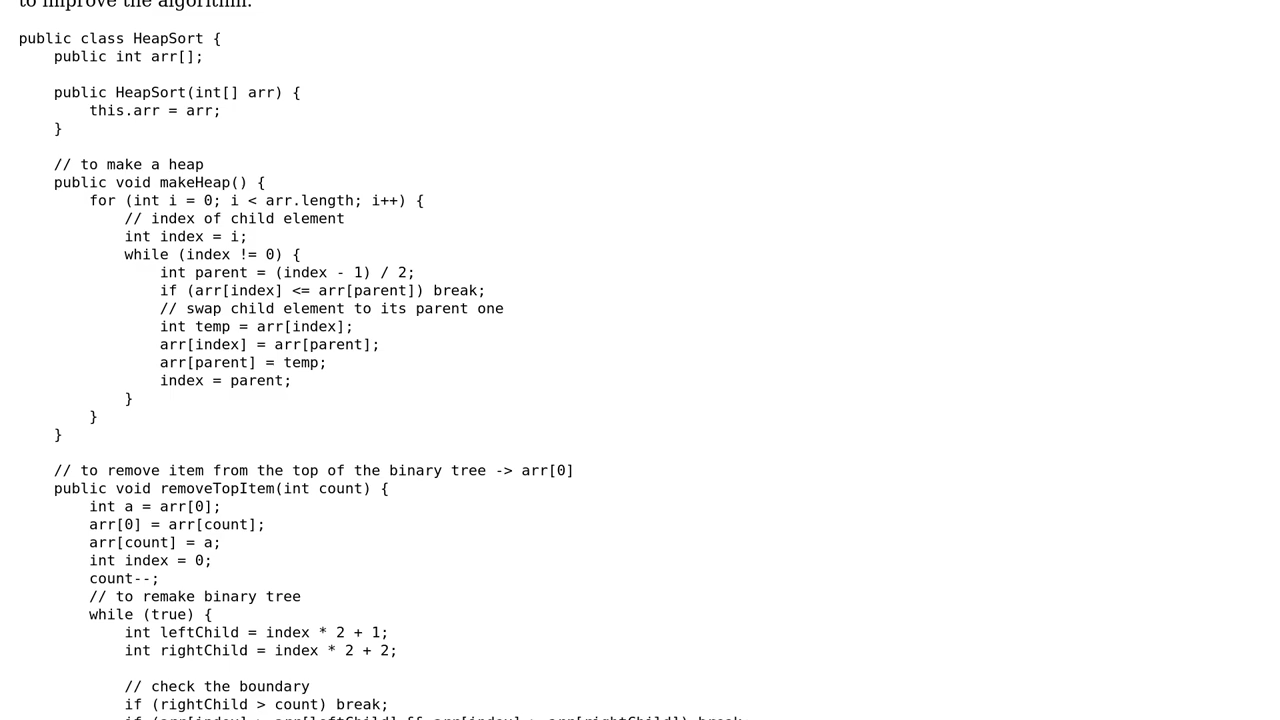 to improve the algorithm.
public class HeapSort {
    public int arr[];
    public HeapSort(int[] arr) {
        this.arr = arr;
    }
    // to make a heap
    public void makeHeap() {
        for (int i = 0; i < arr.length; i++) {
            // index of child element
            int index = i;
            while (index != 0) {
                int parent = (index - 1) / 2;
                if (arr[index] <= arr[parent]) break;
                // swap child element to its parent one
                int temp = arr[index];
                arr[index] = arr[parent];
                arr[parent] = temp;
                index = parent;
            }
        }
    }
    // to remove item from the top of the binary tree -> arr[0]
    public void removeTopItem(int count) {
        int a = arr[0];
        arr[0] = arr[count];
        arr[count] = a;
        int index = 0;
        count--;
        // to remake binary tree
        while (true) {
            int leftChild = index * 2 + 1;
            int rightChild = index * 2 + 2;
            // check the boundary
            if (rightChild > count) break;